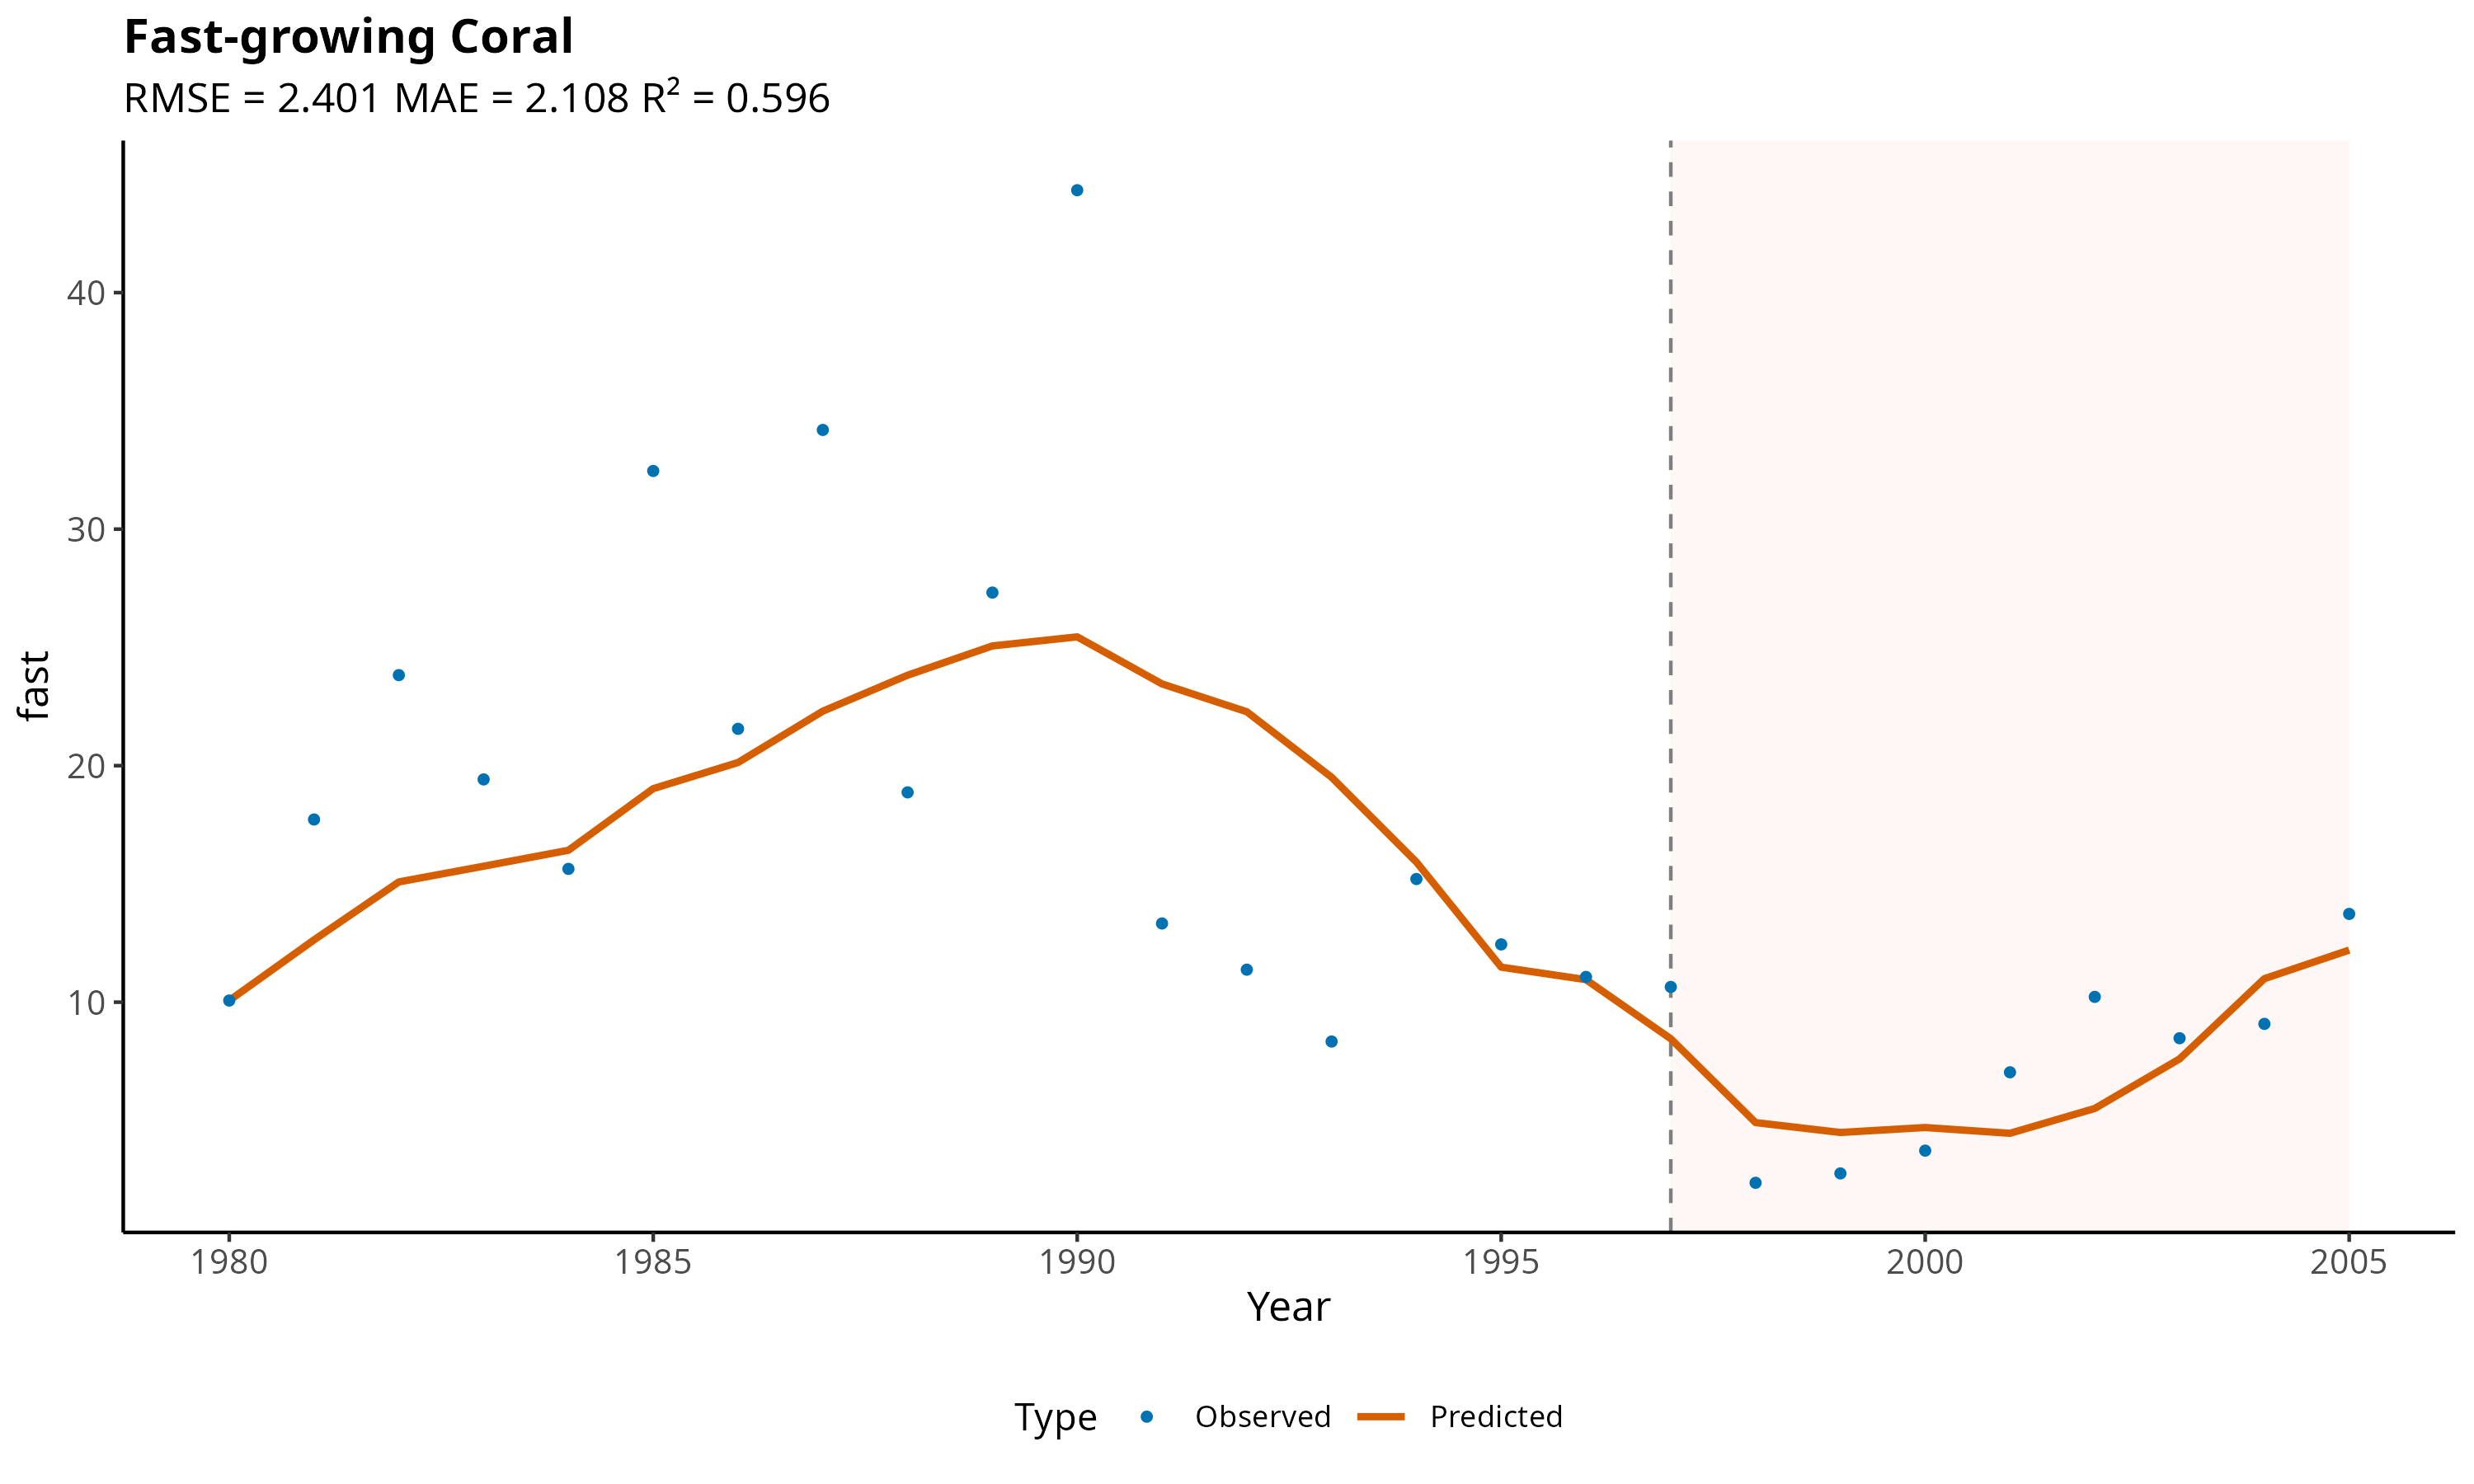 Fast-growing Coral
RMSE = 2.401 MAE = 2.108 R² = 0.596
fast
40
30
20
10
1980 1985 1990 1995 2000 2005
Year
Type Observed Predicted